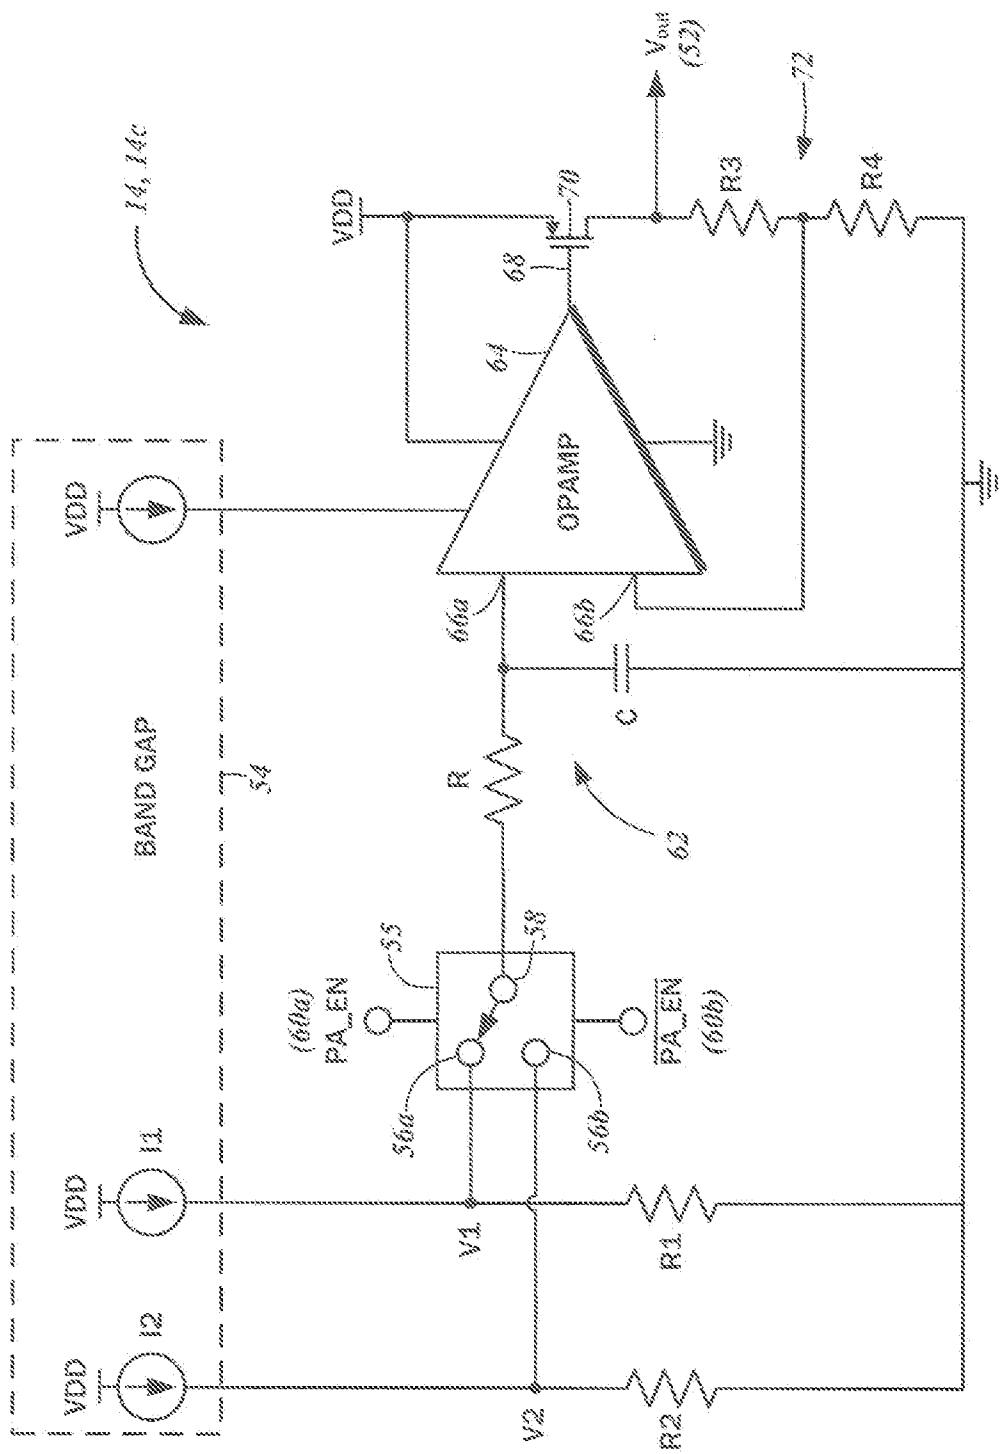 14, 14c
VDD
VDD
VDD
I2
I1
BAND GAP
54
(60a)
PA_EN
VDD
55
56a
R
66a
V1
64
68
V2
58
OPAMP
70
66b
56b
C
Vout
(52)
R2
R1
P̅A̅_̅E̅N̅
(60b)
62
R3
72
R4